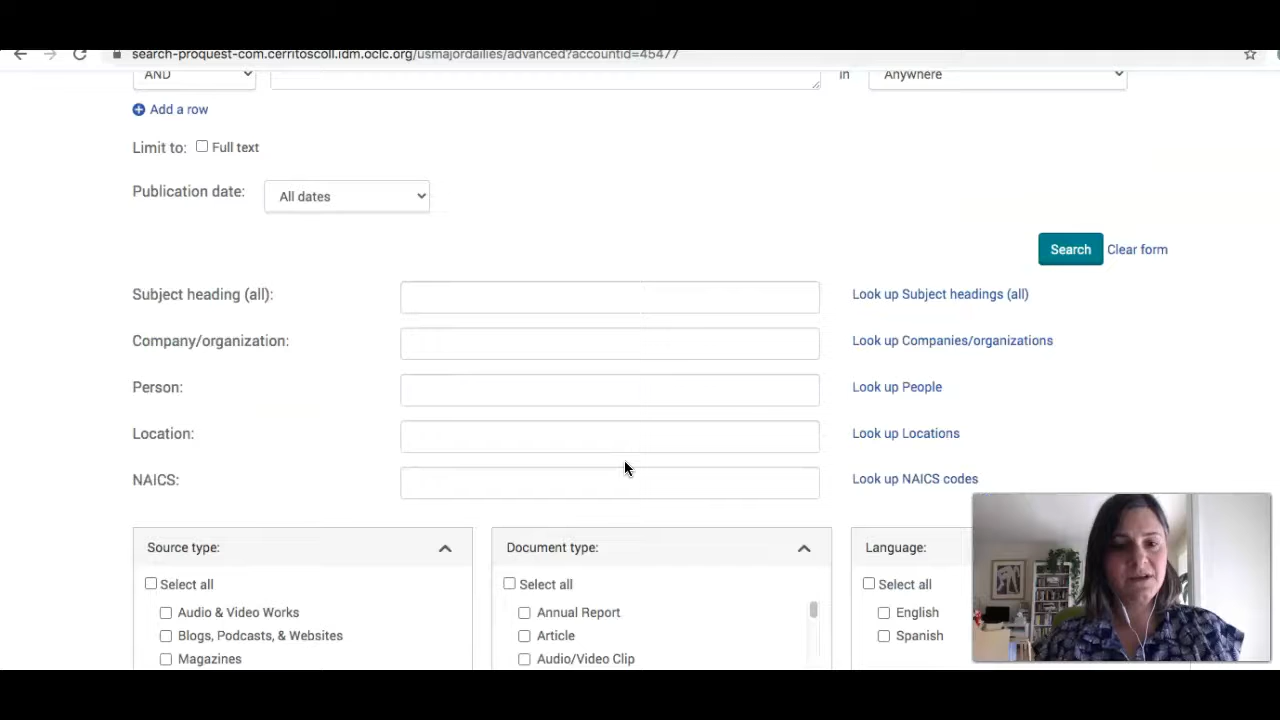 search-proquest-com.cerritoscoll.idm.oclc.org/usmajordailies/advanced?accountid=45477
AND in Anywhere
Add a row
Limit to: Full text
Publication date: All dates
Search Clear form
Subject heading (all): Look up Subject headings (all)
Company/organization: Look up Companies/organizations
Person: Look up People
Location: Look up Locations
NAICS: Look up NAICS codes
Source type: Document type: Language:
Select all Select all Select all
Audio & Video Works Annual Report English
Blogs, Podcasts, & Websites Article Spanish
Magazines Audio/Video Clip